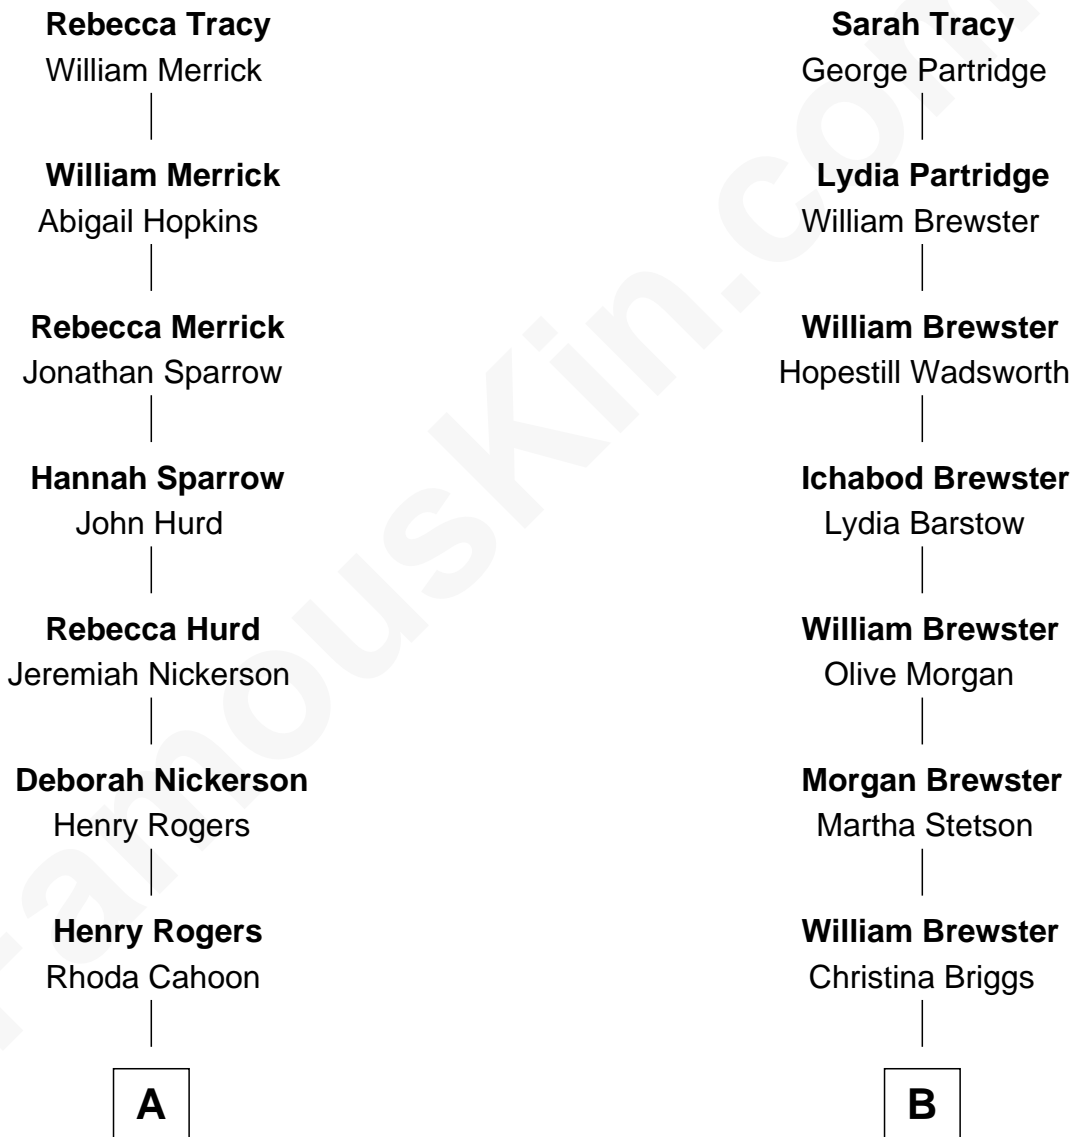 Rebecca Tracy
William Merrick
William Merrick
Abigail Hopkins
Rebecca Merrick
Jonathan Sparrow
Hannah Sparrow
John Hurd
Rebecca Hurd
Jeremiah Nickerson
Deborah Nickerson
Henry Rogers
Henry Rogers
Rhoda Cahoon
A
Sarah Tracy
George Partridge
Lydia Partridge
William Brewster
William Brewster
Hopestill Wadsworth
Ichabod Brewster
Lydia Barstow
William Brewster
Olive Morgan
Morgan Brewster
Martha Stetson
William Brewster
Christina Briggs
B
FamousKin.com